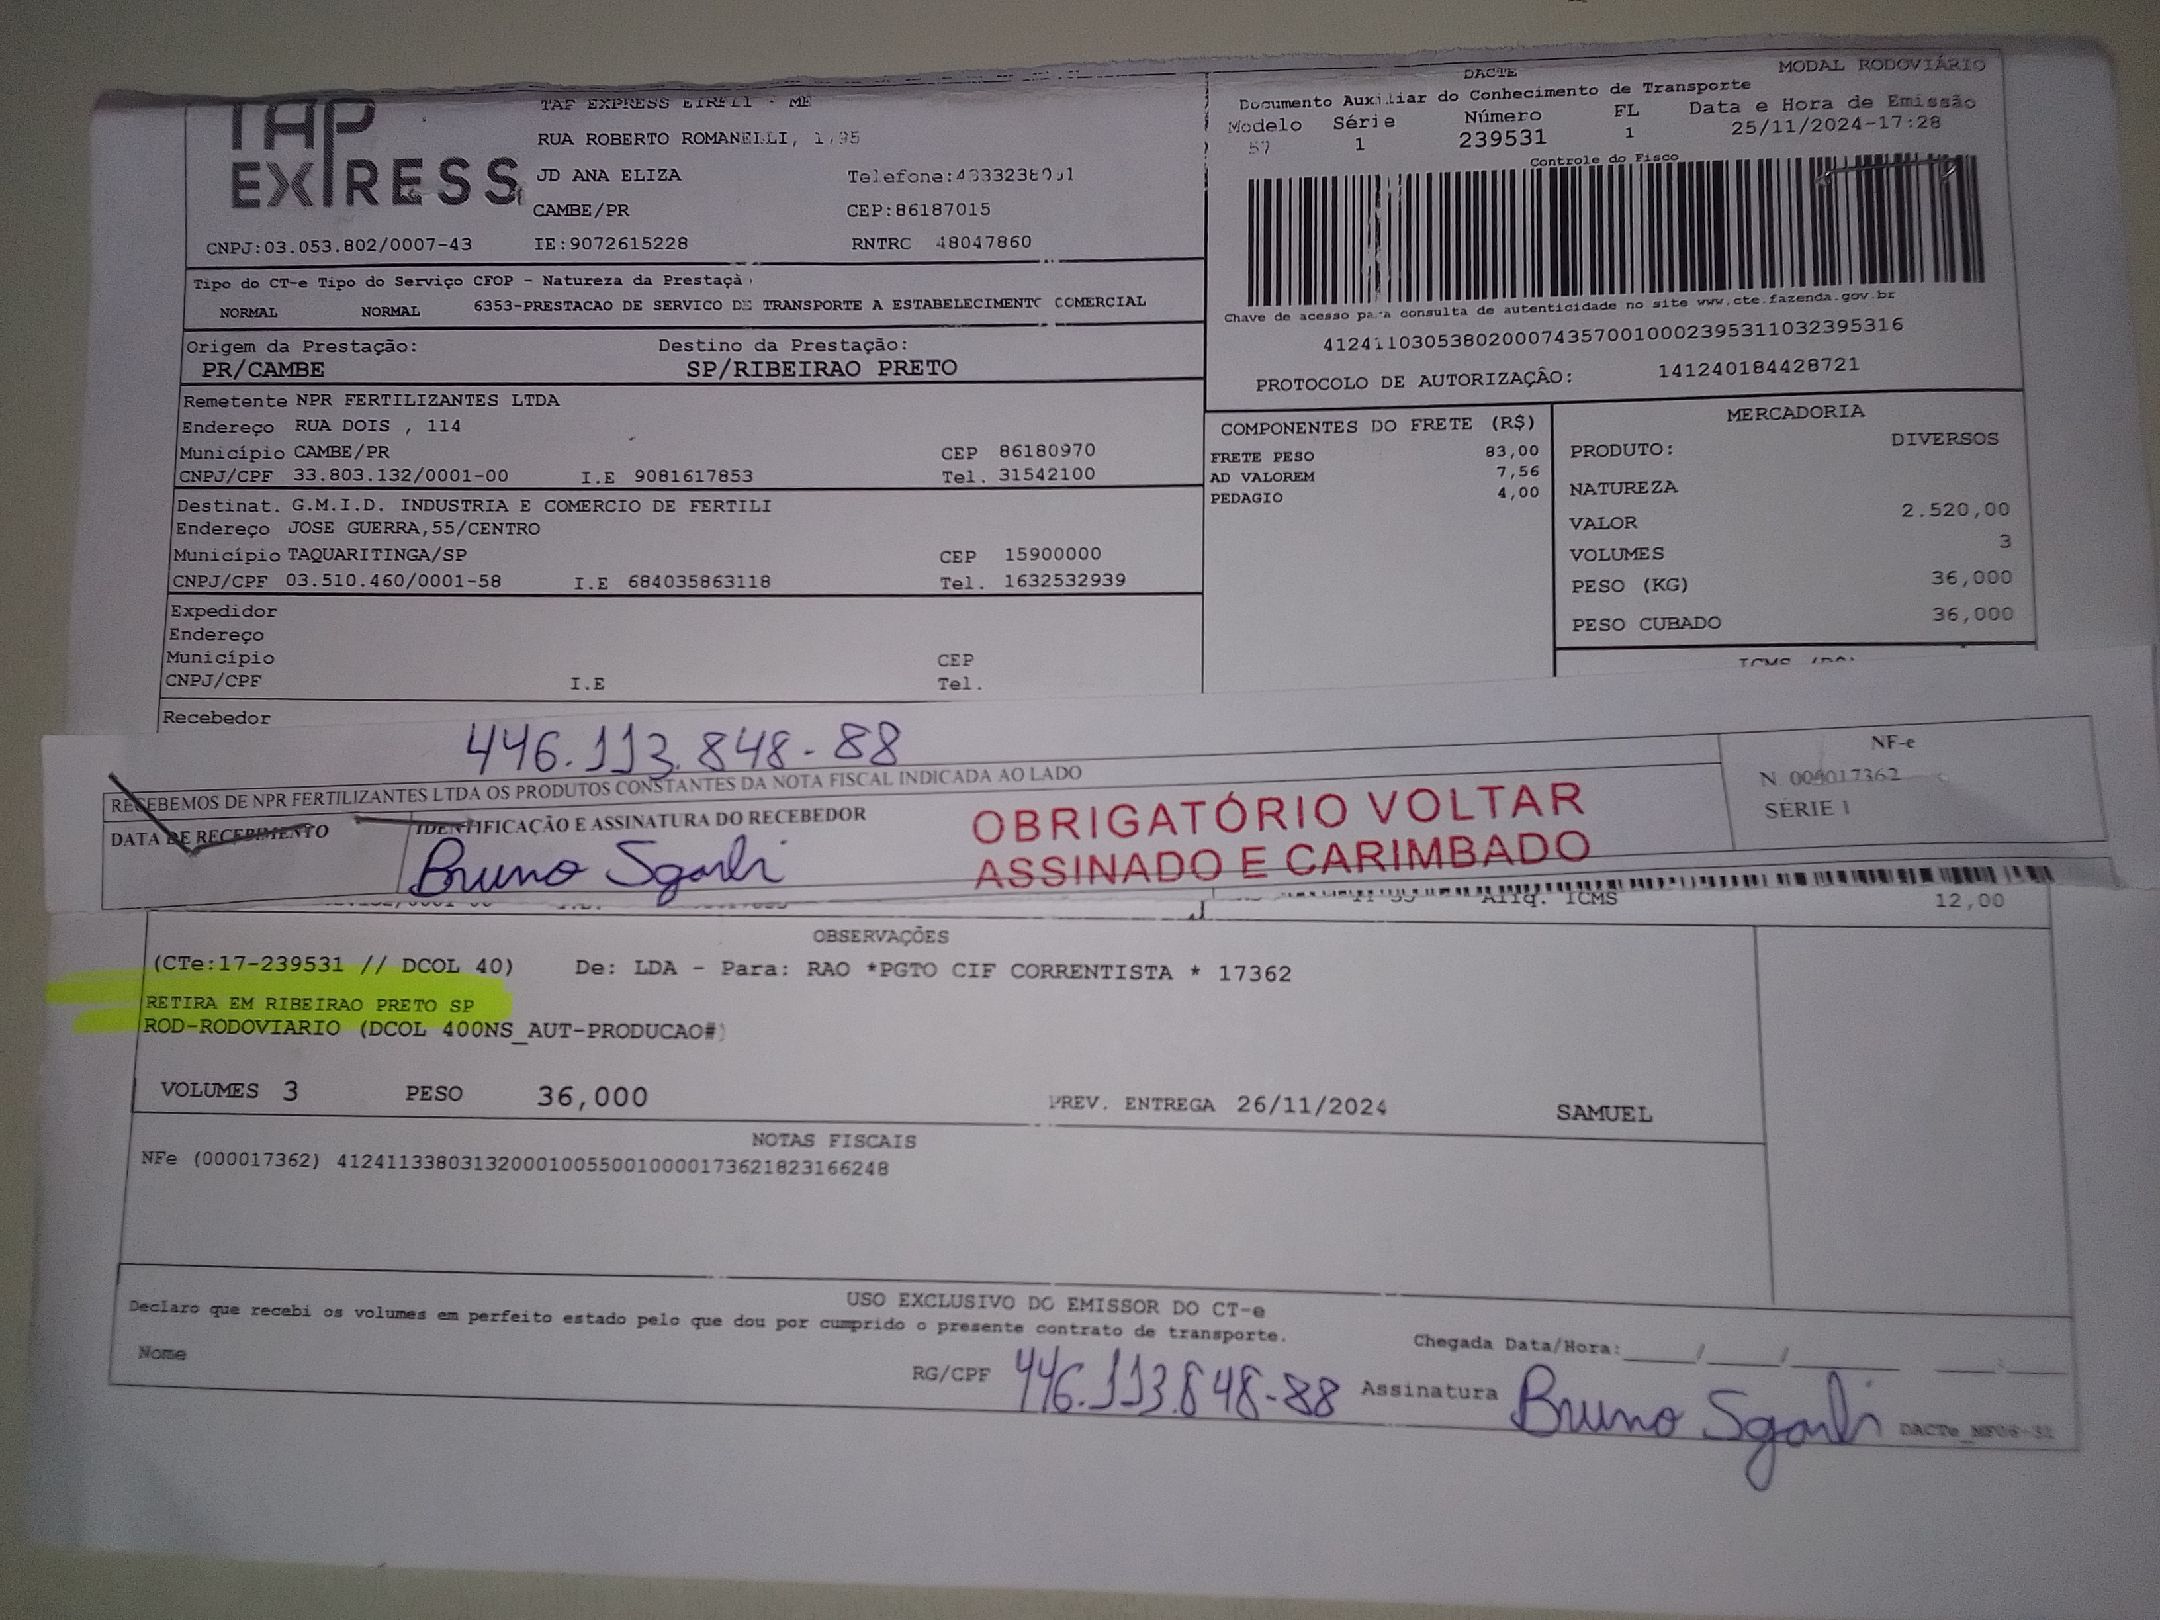 TAP
EXPRESS
TAP EXPRESS EIRELI - ME
RUA ROBERTO ROMANELLI,
JD ANA ELIZA
CAMBE/PR CEP:86187015
CNPJ:03.053.802/0007-43 IE:9072615228 RNTRC 48047860
DACTE MODAL RODOVIÁRIO
Documento Auxiliar do Conhecimento de Transporte
Modelo Série Número FL Data e Hora de Emissão
57 1 239531 1 25/11/2024-17:28
Controle do Fisco
Chave de acesso para consulta de autenticidade no site www.cte.fazenda.gov.br
41241103053802000743570010002395311032395316
PROTOCOLO DE AUTORIZAÇÃO: 141240184428721
Tipo do CT-e Tipo do Serviço CFOP - Natureza da Prestaçã
NORMAL NORMAL 6353-PRESTACAO DE SERVICO DE TRANSPORTE A ESTABELECIMENTO COMERCIAL
Origem da Prestação: Destino da Prestação:
PR/CAMBE SP/RIBEIRAO PRETO
Remetente NPR FERTILIZANTES LTDA
Endereço RUA DOIS , 114
Município CAMBE/PR CEP 86180970
CNPJ/CPF 33.803.132/0001-00 I.E 9081617853 Tel. 31542100
Destinat. G.M.I.D. INDUSTRIA E COMERCIO DE FERTILI
Endereço JOSE GUERRA,55/CENTRO
Município TAQUARITINGA/SP CEP 15900000
CNPJ/CPF 03.510.460/0001-58 I.E 684035863118 Tel. 1632532939
Expedidor
Endereço
Município CEP
CNPJ/CPF I.E Tel.
Recebedor
COMPONENTES DO FRETE (R$)
FRETE PESO 83,00
AD VALOREM 7,56
PEDAGIO 4,00
MERCADORIA
PRODUTO: DIVERSOS
NATUREZA
VALOR 2.520,00
VOLUMES 3
PESO (KG) 36,000
PESO CUBADO 36,000
446.113.848-88
RECEBEMOS DE NPR FERTILIZANTES LTDA OS PRODUTOS CONSTANTES DA NOTA FISCAL INDICADA AO LADO
DATA DE RECEBIMENTO IDENTIFICAÇÃO E ASSINATURA DO RECEBEDOR
Bruno Sgarbi
OBRIGATÓRIO VOLTAR
ASSINADO E CARIMBADO
NF-e
N. 000017362
SÉRIE 1
Aliq. ICMS 12,00
OBSERVAÇÕES
(CTe:17-239531 // DCOL 40) De: LDA - Para: RAO *PGTO CIF CORRENTISTA * 17362
RETIRA EM RIBEIRAO PRETO SP
ROD-RODOVIARIO (DCOL 400NS_AUT-PRODUCAO#)
VOLUMES 3 PESO 36,000 PREV. ENTREGA 26/11/2024 SAMUEL
NOTAS FISCAIS
NFe (000017362) 41241133803132000100550010000173621823166248
USO EXCLUSIVO DO EMISSOR DO CT-e
Declaro que recebi os volumes em perfeito estado pelo que dou por cumprido o presente contrato de transporte.
Chegada Data/Hora:_____/_____/_______ ____:____
Nome RG/CPF 446.113.848-88 Assinatura Bruno Sgarbi